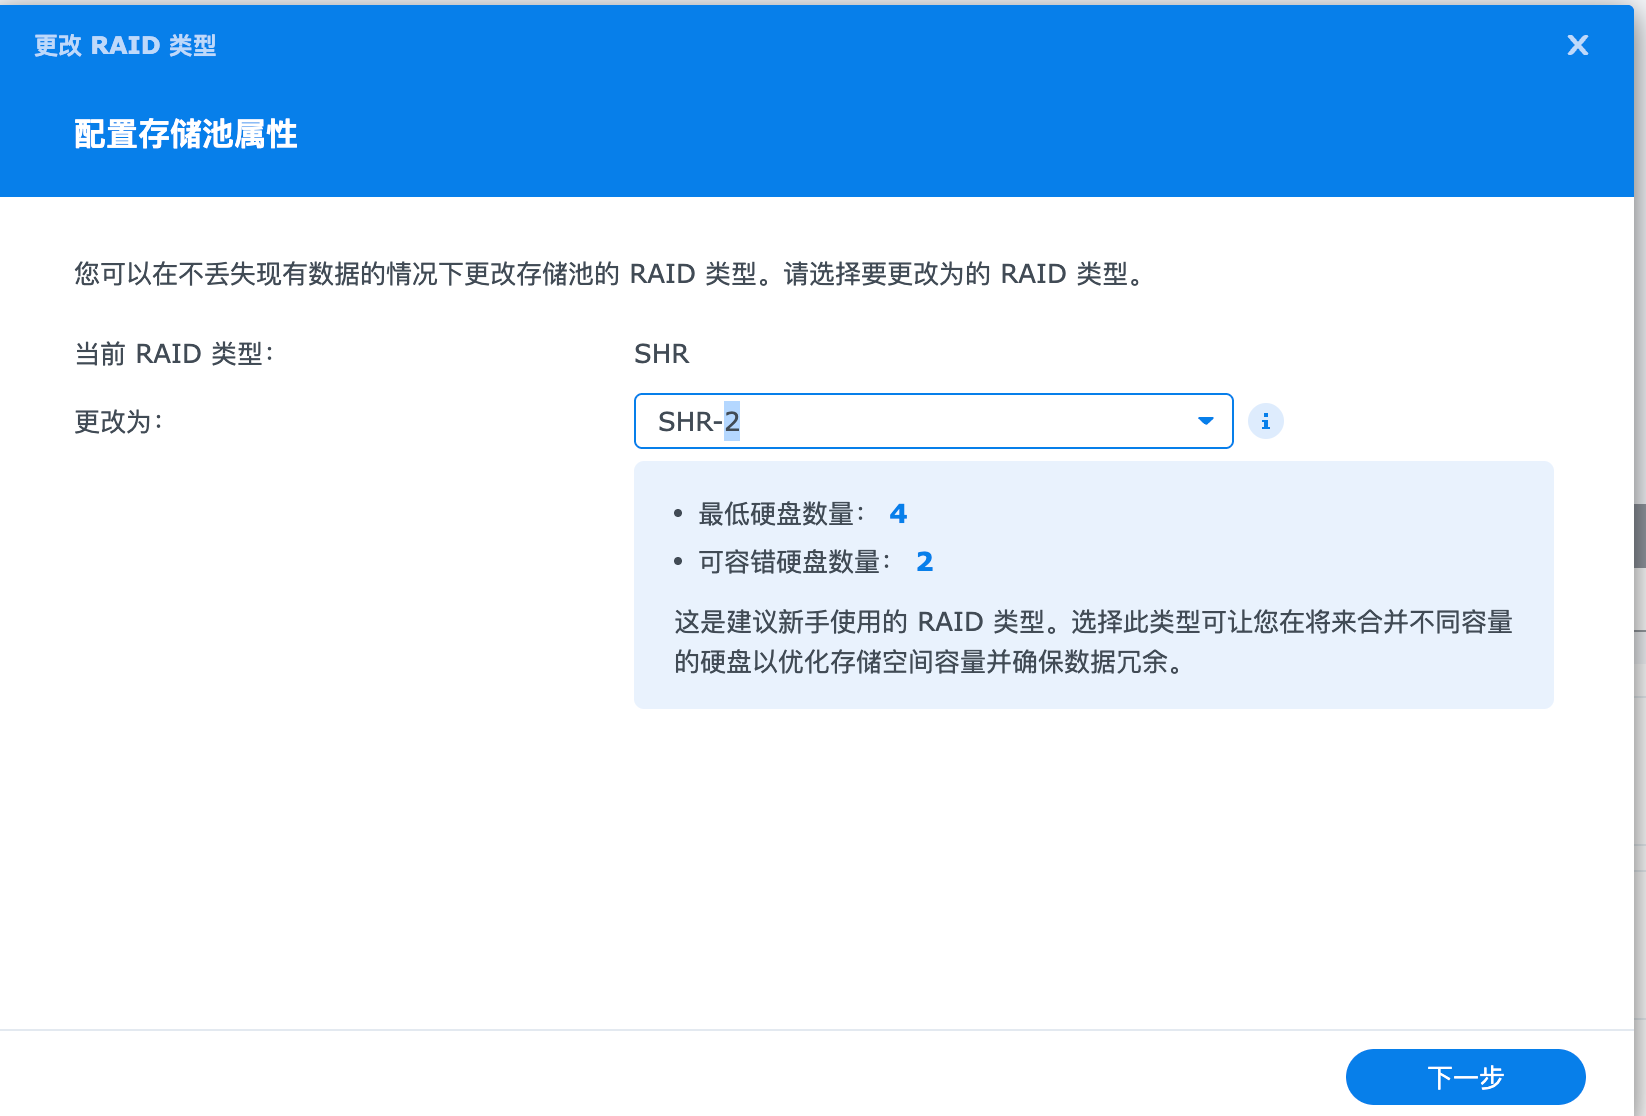 更改 RAID 类型
配置存储池属性
您可以在不丢失现有数据的情况下更改存储池的 RAID 类型。请选择要更改为的 RAID 类型。
当前 RAID 类型： SHR
更改为： SHR-2
• 最低硬盘数量： 4
• 可容错硬盘数量： 2
这是建议新手使用的 RAID 类型。选择此类型可让您在将来合并不同容量
的硬盘以优化存储空间容量并确保数据冗余。
下一步